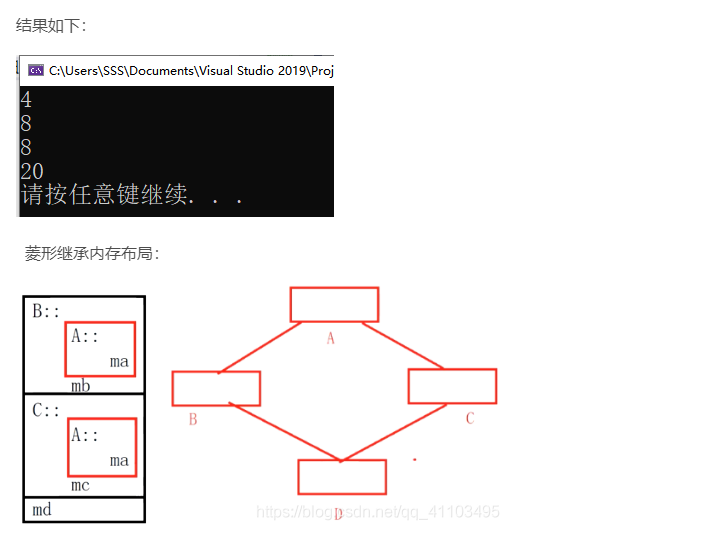 结果如下:
C:\Users\SSS\Documents\Visual Studio 2019\Proj
4
8
8
20
请按任意键继续. . .
菱形继承内存布局:
B::
A::
ma
mb
C::
A::
ma
mc
md
A
B
C
D
https://blog.csdn.net/qq_41103495